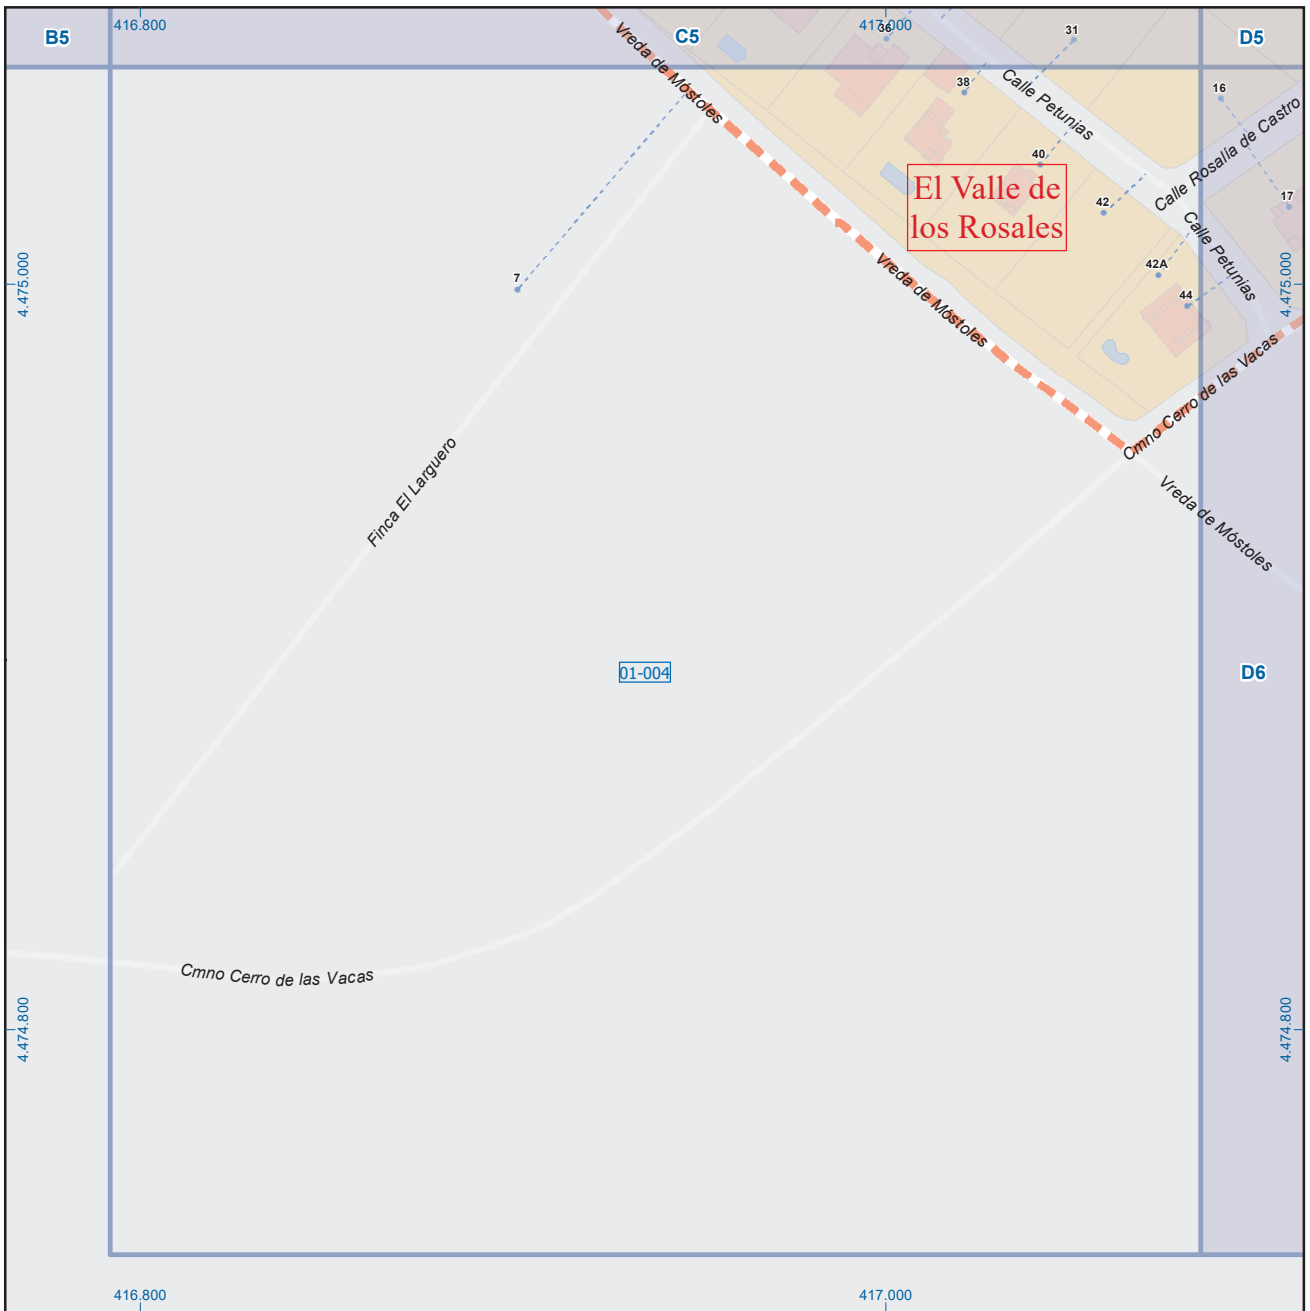 B5
416.800
C5
417.000
36
31
D5
Vreda de Móstoles
38
Calle Petunias
16
Calle Rosalía de Castro
40
El Valle de
los Rosales
42
17
Calle Petunias
7
Vreda de Móstoles
42A
44
4.475.000
4.475.000
Cmno Cerro de las Vacas
Finca El Larguero
Vreda de Móstoles
01-004
D6
Cmno Cerro de las Vacas
4.474.800
4.474.800
416.800
417.000